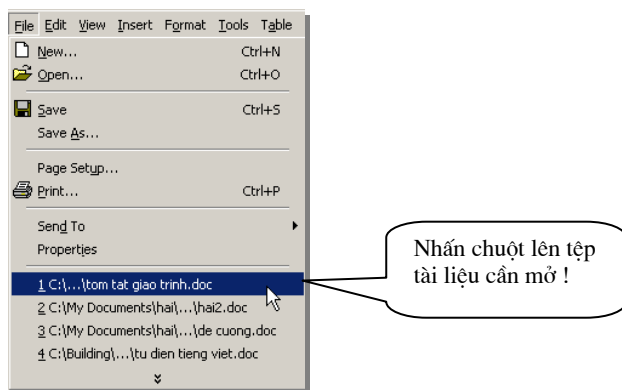 File Edit View Insert Format Tools Table
New... Ctrl+N
Open... Ctrl+O
Save Ctrl+S
Save As...
Page Setup...
Print... Ctrl+P
Send To
Properties
1 C:\...\tom tat giao trinh.doc
2 C:\My Documents\hai\...\hai2.doc
3 C:\My Documents\hai\...\de cuong.doc
4 C:\Building\...\tu dien tieng viet.doc
Nhấn chuột lên tệp
tài liệu cần mở !